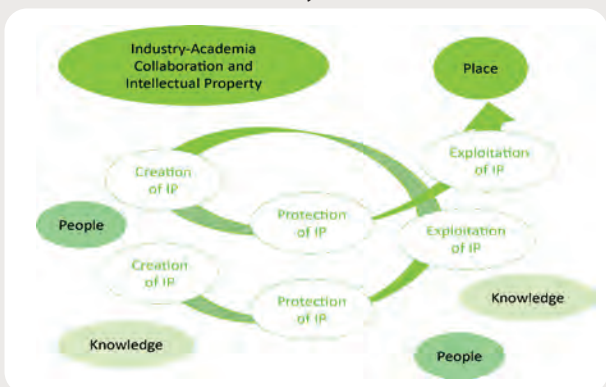 Industry-Academia
Collaboration and
Intellectual Property
Place
Exploitation
of IP
Creation
of IP
People
Protection
of IP
Exploitation
of IP
Creation
of IP
Protection
of IP
Knowledge
Knowledge
People